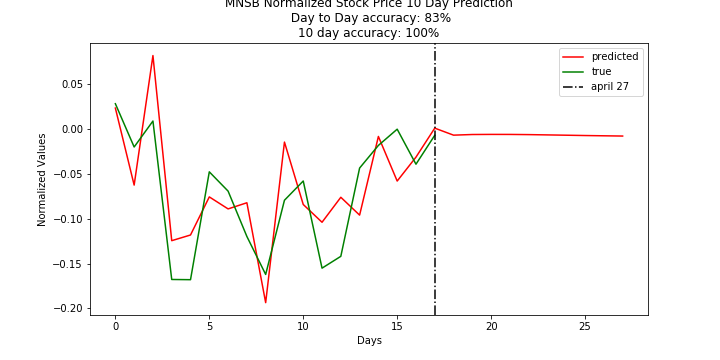 MNSB Normalized Stock Price 10 Day Prediction
Day to Day accuracy: 83%
10 day accuracy: 100%
predicted
true
april 27
Normalized Values
0.05
0.00
−0.05
−0.10
−0.15
−0.20
0 5 10 15 20 25
Days